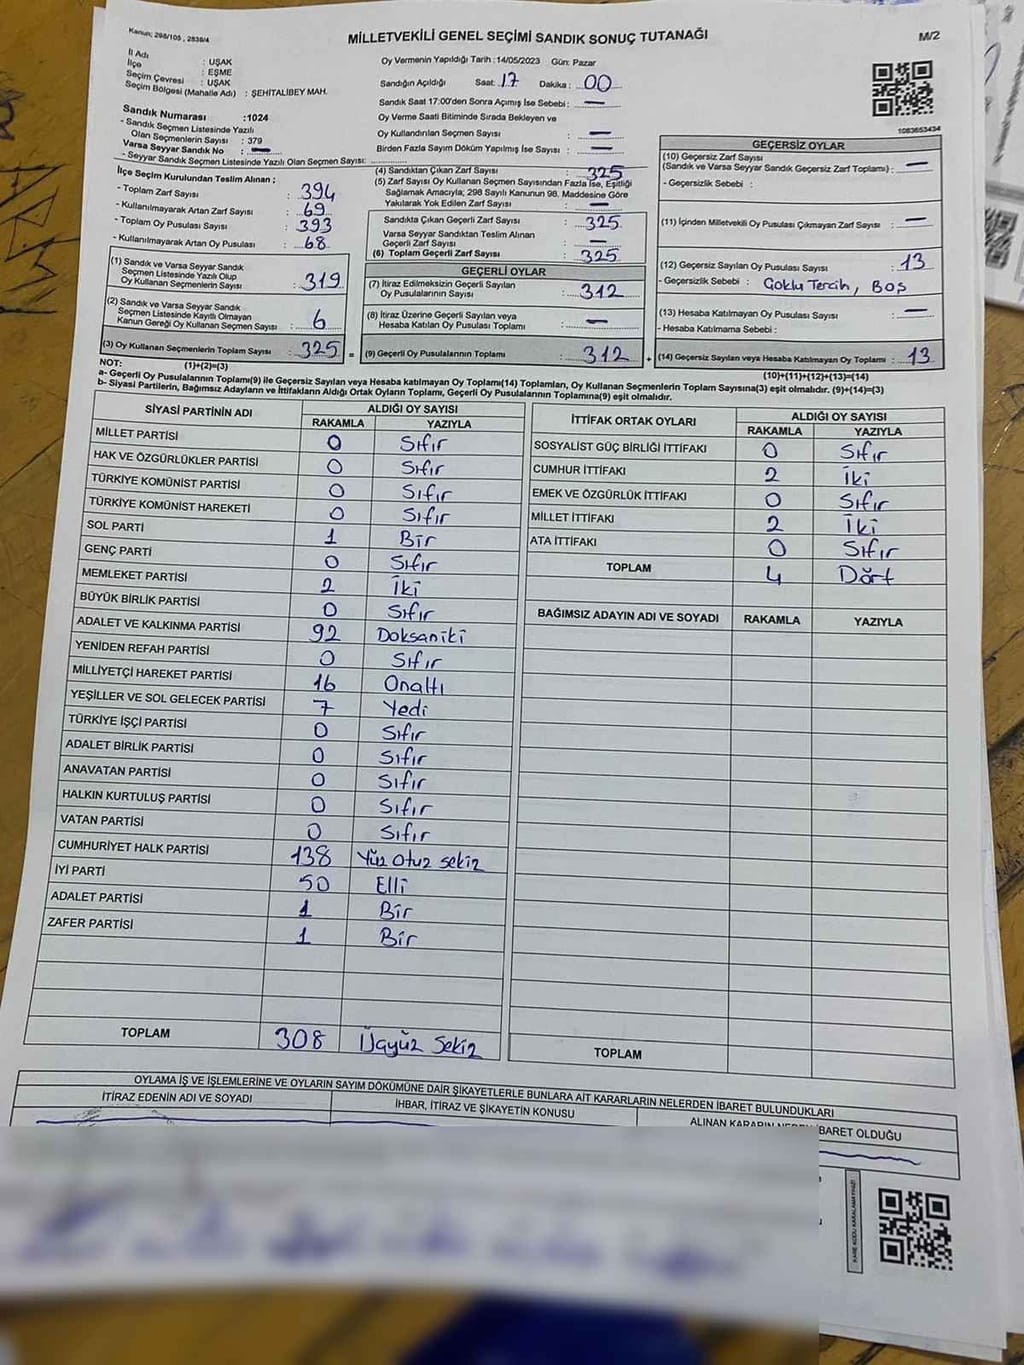 Kanun; 298/105 , 2839/4
MİLLETVEKİLİ GENEL SEÇİMİ SANDIK SONUÇ TUTANAĞI
M/2
İl Adı : UŞAK
İlçe : EŞME
Seçim Çevresi : UŞAK
Seçim Bölgesi (Mahalle Adı) : ŞEHİTALİBEY MAH.
Sandık Numarası :1024
- Sandık Seçmen Listesinde Yazılı
Olan Seçmenlerin Sayısı : 379
Varsa Seyyar Sandık No : —
- Seyyar Sandık Seçmen Listesinde Yazılı Olan Seçmen Sayısı:
İlçe Seçim Kurulundan Teslim Alınan ;
- Toplam Zarf Sayısı : 394
- Kullanılmayarak Artan Zarf Sayısı : 69
- Toplam Oy Pusulası Sayısı : 393
- Kullanılmayarak Artan Oy Pusulası : 68
(1) Sandık ve Varsa Seyyar Sandık
Seçmen Listesinde Yazılı Olup
Oy Kullanan Seçmenlerin Sayısı : 319
(2) Sandık ve Varsa Seyyar Sandık
Seçmen Listesinde Kayıtlı Olmayan
Kanun Gereği Oy Kullanan Seçmen Sayısı : 6
(3) Oy Kullanan Seçmenlerin Toplam Sayısı : 325 =
(1)+(2)=(3)
Oy Vermenin Yapıldığı Tarih :14/05/2023 Gün: Pazar
Sandığın Açıldığı Saat: 17 Dakika : 00
Sandık Saat 17:00'den Sonra Açımış İse Sebebi : —
Oy Verme Saati Bitiminde Sırada Bekleyen ve
Oy Kullandırılan Seçmen Sayısı : —
Birden Fazla Sayım Döküm Yapılmış İse Sayısı : —
(4) Sandıktan Çıkan Zarf Sayısı : 325
(5) Zarf Sayısı Oy Kullanan Seçmen Sayısından Fazla İse, Eşitliği
Sağlamak Amacıyla; 298 Sayılı Kanunun 98. Maddesine Göre
Yakılarak Yok Edilen Zarf Sayısı : —
Sandıkta Çıkan Geçerli Zarf Sayısı : 325
Varsa Seyyar Sandıktan Teslim Alınan
Geçerli Zarf Sayısı : —
(6) Toplam Geçerli Zarf Sayısı : 325
GEÇERLİ OYLAR
(7) İtiraz Edilmeksizin Geçerli Sayılan
Oy Pusulalarının Sayısı : 312
(8) İtiraz Üzerine Geçerli Sayılan veya
Hesaba Katılan Oy Pusulası Toplamı : —
(9) Geçerli Oy Pusulalarının Toplamı : 312 +
1083653434
GEÇERSİZ OYLAR
(10) Geçersiz Zarf Sayısı
(Sandık ve Varsa Seyyar Sandık Geçersiz Zarf Toplamı) : —
- Geçersizlik Sebebi :
(11) İçinden Milletvekili Oy Pusulası Çıkmayan Zarf Sayısı : —
(12) Geçersiz Sayılan Oy Pusulası Sayısı : 13
- Geçersizlik Sebebi : Çoklu Tercih, Boş
(13) Hesaba Katılmayan Oy Pusulası Sayısı : —
- Hesaba Katılmama Sebebi :
(14) Geçersiz Sayılan veya Hesaba Katılmayan Oy Toplamı : 13
(10)+(11)+(12)+(13)=(14)
NOT:
a- Geçerli Oy Pusulalarının Toplamı(9) ile Geçersiz Sayılan veya Hesaba katılmayan Oy Toplamı(14) Toplamları, Oy Kullanan Seçmenlerin Toplam Sayısına(3) eşit olmalıdır. (9)+(14)=(3)
b- Siyasi Partilerin, Bağımsız Adayların ve İttifakların Aldığı Ortak Oyların Toplamı, Geçerli Oy Pusulalarının Toplamına(9) eşit olmalıdır.
SİYASİ PARTİNİN ADI ALDIĞI OY SAYISI
RAKAMLA YAZIYLA
MİLLET PARTİSİ 0 Sıfır
HAK VE ÖZGÜRLÜKLER PARTİSİ 0 Sıfır
TÜRKİYE KOMÜNİST PARTİSİ 0 Sıfır
TÜRKİYE KOMÜNİST HAREKETİ 0 Sıfır
SOL PARTİ 1 Bir
GENÇ PARTİ 0 Sıfır
MEMLEKET PARTİSİ 2 İki
BÜYÜK BİRLİK PARTİSİ 0 Sıfır
ADALET VE KALKINMA PARTİSİ 92 Doksaniki
YENİDEN REFAH PARTİSİ 0 Sıfır
MİLLİYETÇİ HAREKET PARTİSİ 16 Onaltı
YEŞİLLER VE SOL GELECEK PARTİSİ 7 Yedi
TÜRKİYE İŞÇİ PARTİSİ 0 Sıfır
ADALET BİRLİK PARTİSİ 0 Sıfır
ANAVATAN PARTİSİ 0 Sıfır
HALKIN KURTULUŞ PARTİSİ 0 Sıfır
VATAN PARTİSİ 0 Sıfır
CUMHURİYET HALK PARTİSİ 138 Yüz Otuz sekiz
İYİ PARTİ 50 Elli
ADALET PARTİSİ 1 Bir
ZAFER PARTİSİ 1 Bir
TOPLAM 308 Üçyüz Sekiz
İTTİFAK ORTAK OYLARI ALDIĞI OY SAYISI
RAKAMLA YAZIYLA
SOSYALİST GÜÇ BİRLİĞİ İTTİFAKI 0 Sıfır
CUMHUR İTTİFAKI 2 İki
EMEK VE ÖZGÜRLÜK İTTİFAKI 0 Sıfır
MİLLET İTTİFAKI 2 İki
ATA İTTİFAKI 0 Sıfır
TOPLAM 4 Dört
BAĞIMSIZ ADAYIN ADI VE SOYADI RAKAMLA YAZIYLA
TOPLAM
OYLAMA İŞ VE İŞLEMLERİNE VE OYLARIN SAYIM DÖKÜMÜNE DAİR ŞİKAYETLERLE BUNLARA AİT KARARLARIN NELERDEN İBARET BULUNDUKLARI
İTİRAZ EDENİN ADI VE SOYADI
İHBAR, İTİRAZ VE ŞİKAYETİN KONUSU
ALINAN KARARIN NEDEN İBARET OLDUĞU
KARE KODU KARALAMAYINIZ!